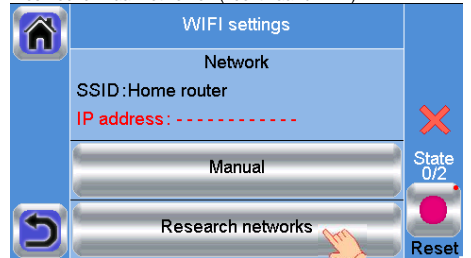 WIFI settings
Network
SSID:Home router
IP address: - - - - - - - - - - - -
Manual
State
0/2
Research networks
Reset